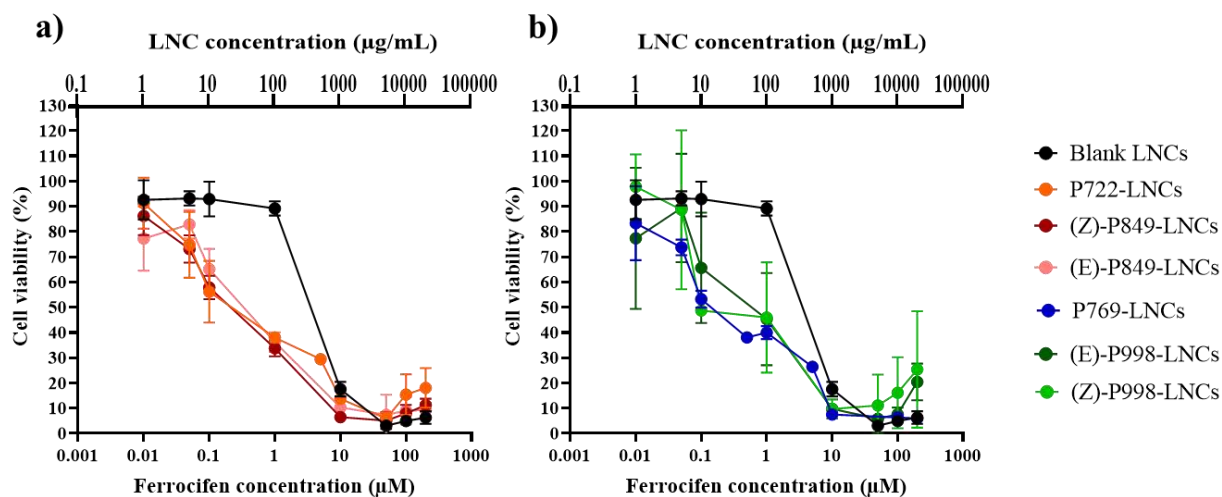 a)
LNC concentration (µg/mL)
0.1 1 10 100 1000 10000 100000
130
120
110
100
90
80
70
60
50
40
30
20
10
0
Cell viability (%)
0.001 0.01 0.1 1 10 100 1000
Ferrocifen concentration (µM)
b)
LNC concentration (µg/mL)
0.1 1 10 100 1000 10000 100000
130
120
110
100
90
80
70
60
50
40
30
20
10
0
Cell viability (%)
0.001 0.01 0.1 1 10 100 1000
Ferrocifen concentration (µM)
Blank LNCs
P722-LNCs
(Z)-P849-LNCs
(E)-P849-LNCs
P769-LNCs
(E)-P998-LNCs
(Z)-P998-LNCs